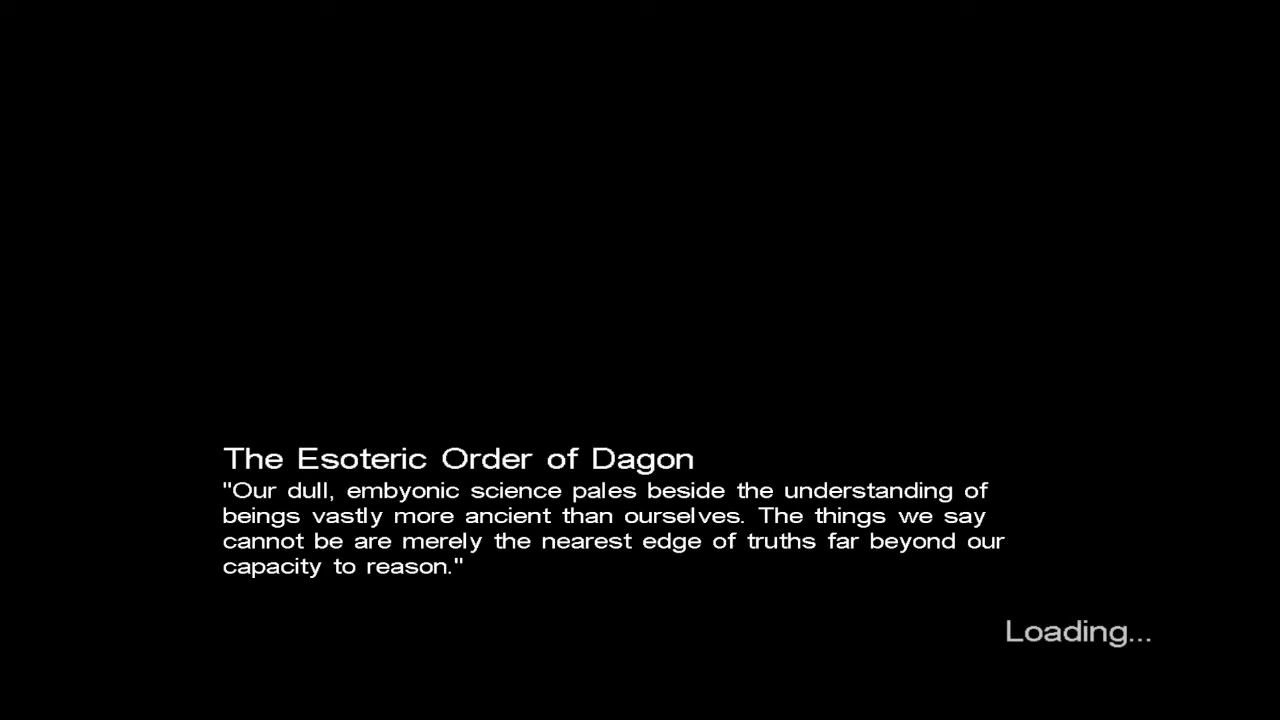 The Esoteric Order of Dagon
"Our dull, embyonic science pales beside the understanding of
beings vastly more ancient than ourselves. The things we say
cannot be are merely the nearest edge of truths far beyond our
capacity to reason."
Loading...